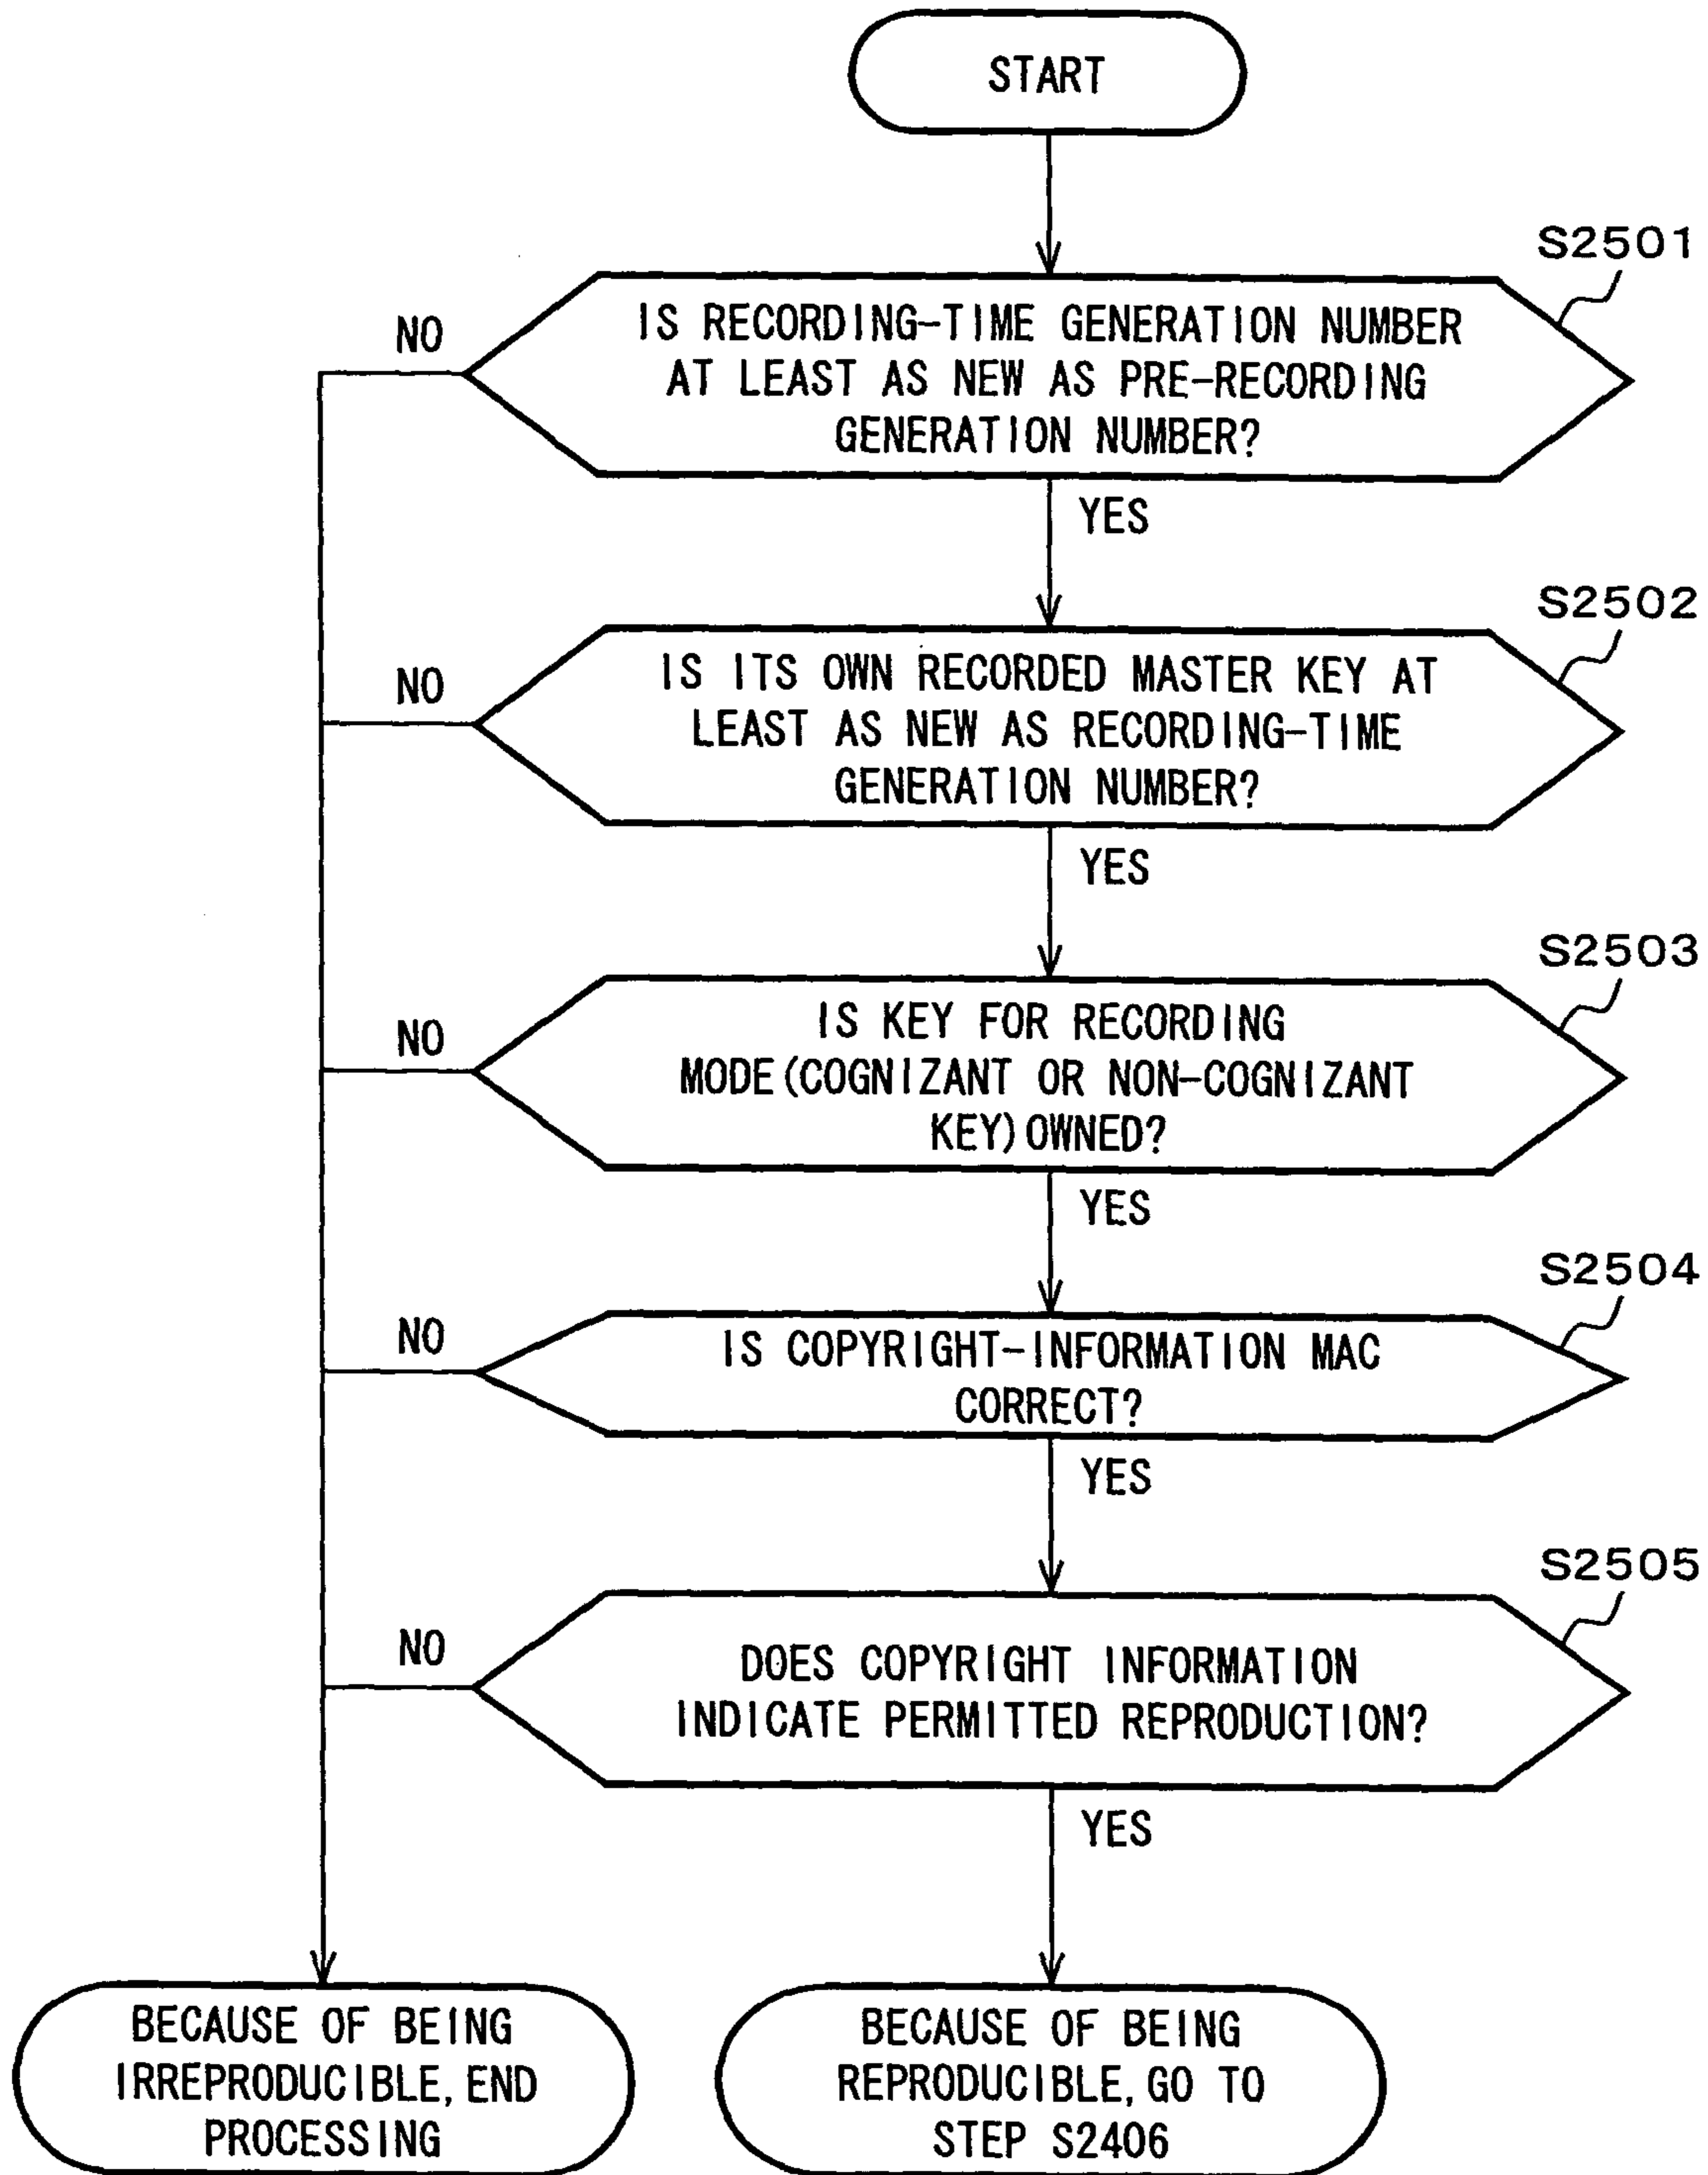 START
S2501
IS RECORDING-TIME GENERATION NUMBER
AT LEAST AS NEW AS PRE-RECORDING
GENERATION NUMBER?
NO
YES
S2502
IS ITS OWN RECORDED MASTER KEY AT
LEAST AS NEW AS RECORDING-TIME
GENERATION NUMBER?
NO
YES
S2503
IS KEY FOR RECORDING
MODE(COGNIZANT OR NON-COGNIZANT
KEY)OWNED?
NO
YES
S2504
IS COPYRIGHT-INFORMATION MAC
CORRECT?
NO
YES
S2505
DOES COPYRIGHT INFORMATION
INDICATE PERMITTED REPRODUCTION?
NO
YES
BECAUSE OF BEING
IRREPRODUCIBLE, END
PROCESSING
BECAUSE OF BEING
REPRODUCIBLE, GO TO
STEP S2406